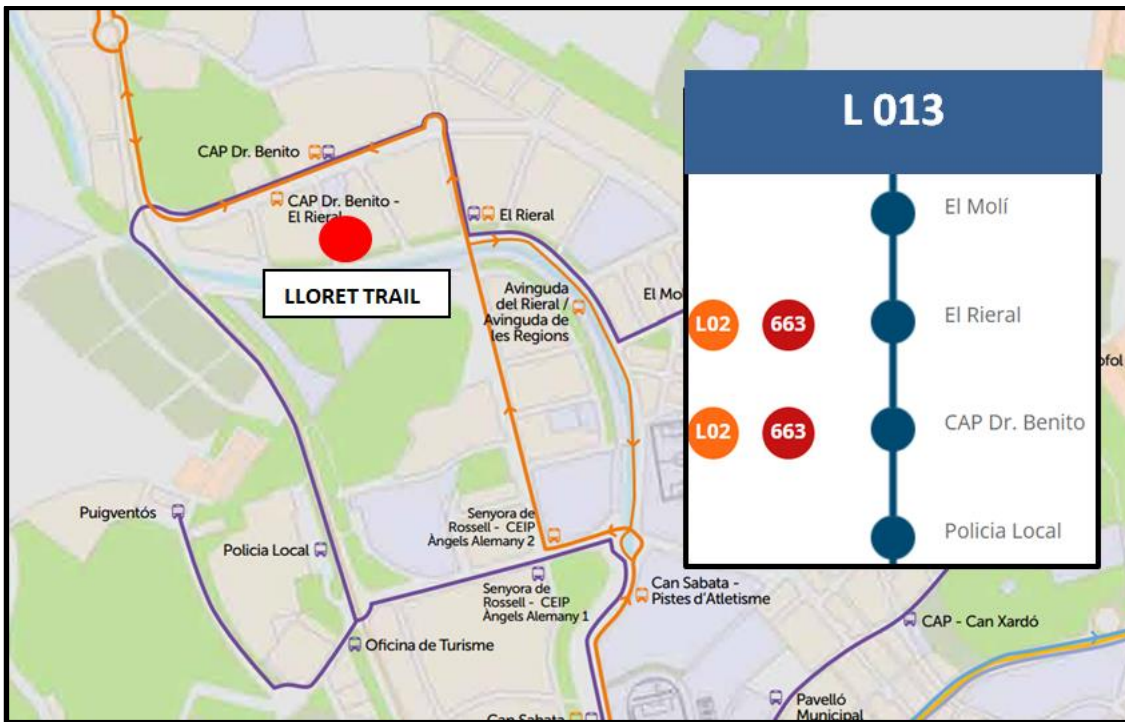 CAP Dr. Benito
CAP Dr. Benito -
El Rieral
LLORET TRAIL
El Rieral
Avinguda
del Rieral /
Avinguda de
les Regions
El Mo
Puigventós
Policia Local
Senyora de
Rossell - CEIP
Àngels Alemany 2
Senyora de
Rossell - CEIP
Àngels Alemany 1
Oficina de Turisme
Can Sabata -
Pistes d'Atletisme
CAP - Can Xardó
Pavelló
Municipal
Can Sabata
L 013
El Molí
L02 663 El Rieral
L02 663 CAP Dr. Benito
Policia Local
ofol